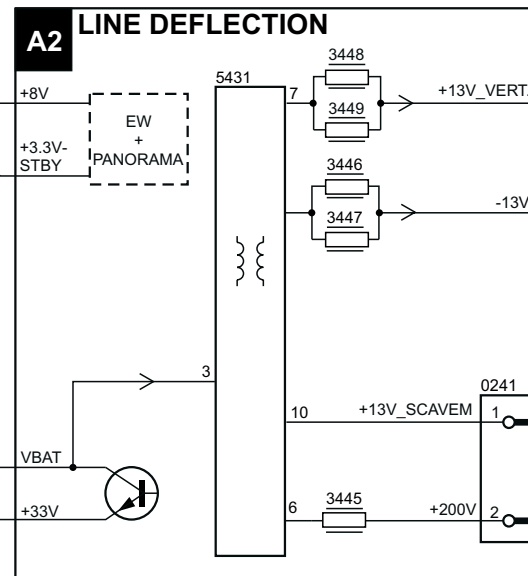 A2 LINE DEFLECTION
3448
5431
+8V
7
+13V_VERT.
3449
EW
+
PANORAMA
+3.3V-
STBY
3446
-13V
3447
3
0241
10
+13V_SCAVEM
1
VBAT
3445
6
+200V
2
+33V